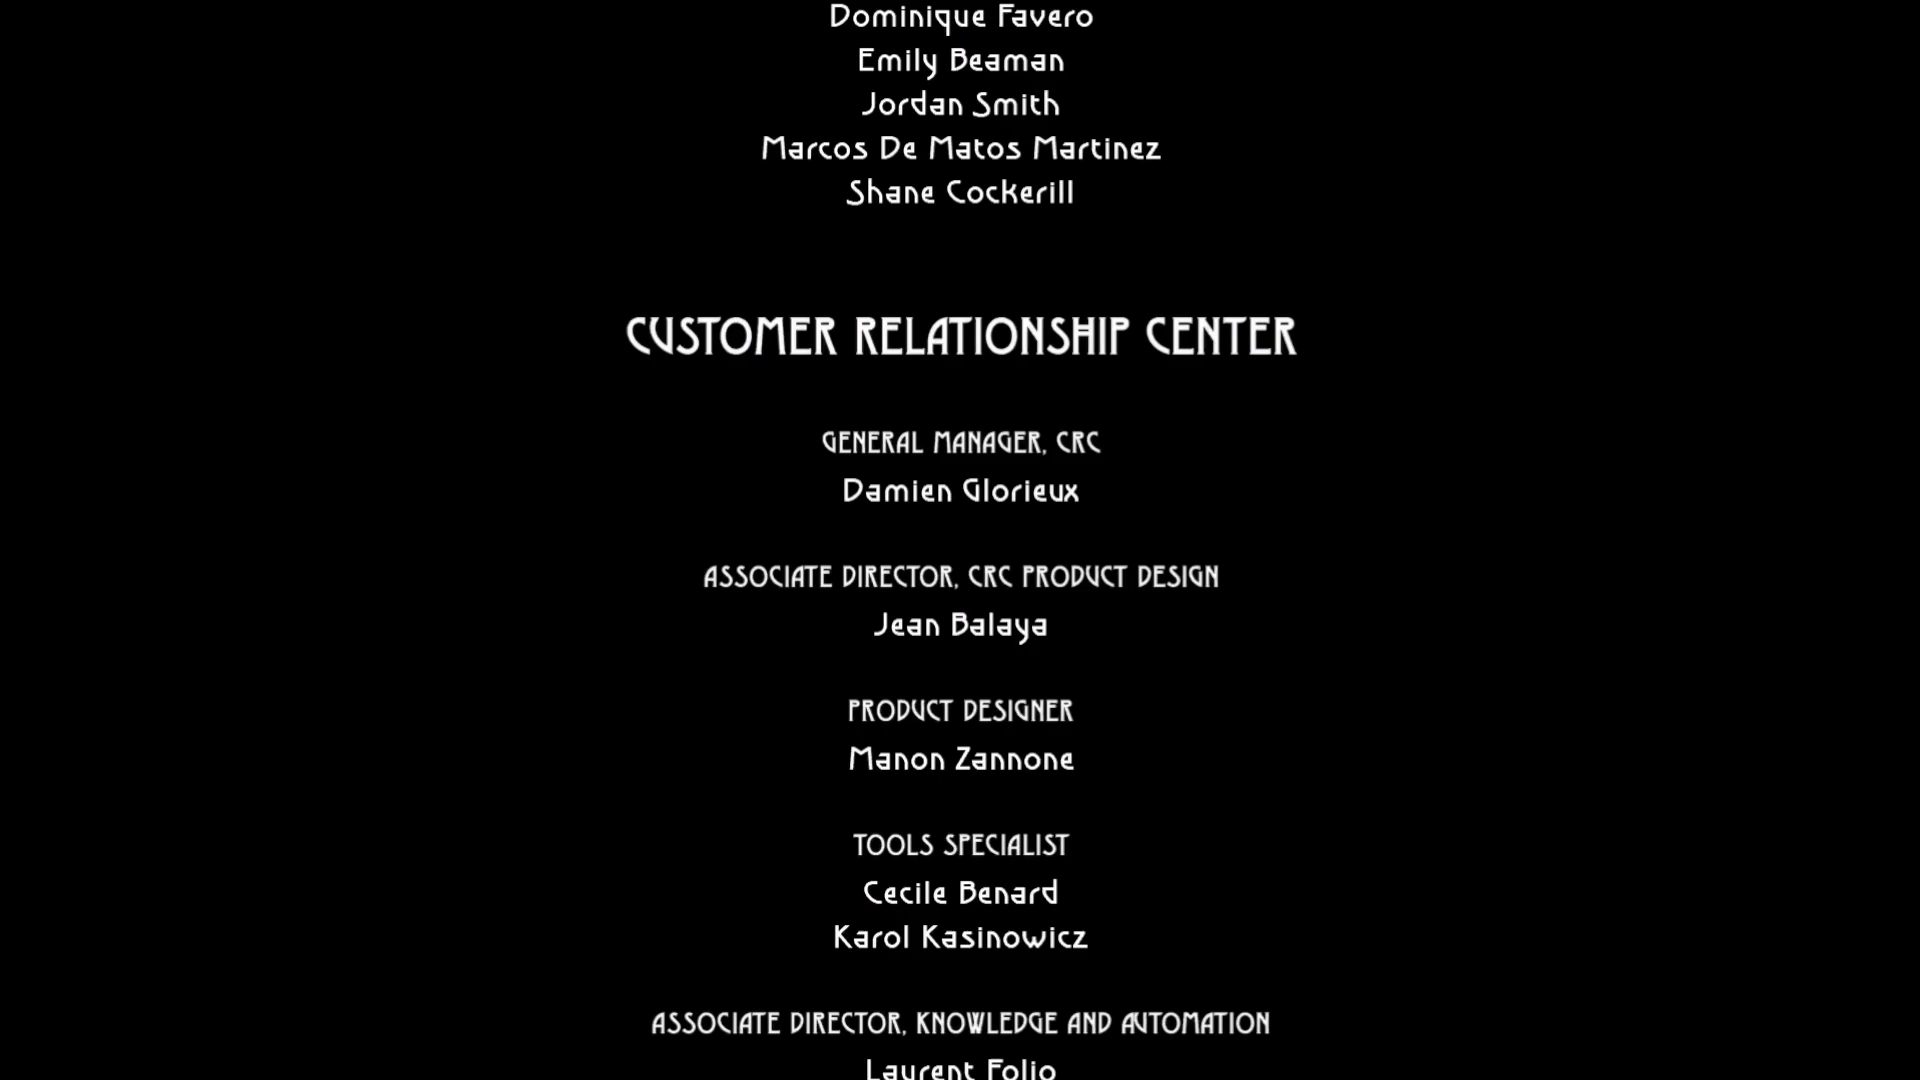 Dominique Favero
Emily Beaman
Jordan Smith
Marcos De Matos Martinez
Shane Cockerill
CUSTOMER RELATIONSHIP CENTER
GENERAL MANAGER, CRC
Damien Glorieux
ASSOCIATE DIRECTOR, CRC PRODUCT DESIGN
Jean Balaya
PRODUCT DESIGNER
Manon Zannone
TOOLS SPECIALIST
Cecile Benard
Karol Kasinowicz
ASSOCIATE DIRECTOR, KNOWLEDGE AND AUTOMATION
Laurent Folio